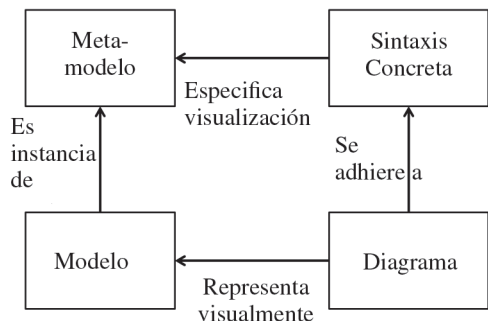 Meta-
modelo
Sintaxis
Concreta
Especifica
visualización
Es
instancia
de
Se
adhiere a
Modelo
Diagrama
Representa
visualmente